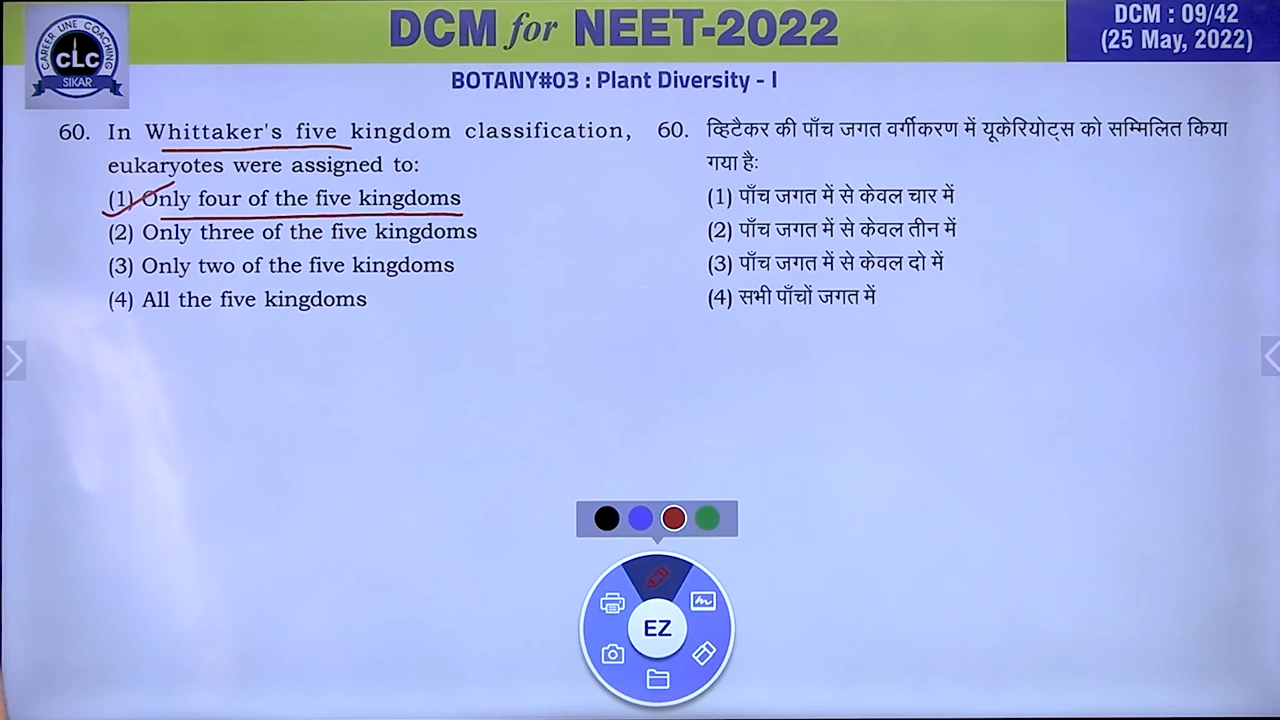 DCM for NEET-2022
DCM : 09/42
(25 May, 2022)
CAREER LINE COACHING
CLC
SIKAR
BOTANY#03 : Plant Diversity - I
60. In Whittaker's five kingdom classification,
eukaryotes were assigned to:
(1) Only four of the five kingdoms
(2) Only three of the five kingdoms
(3) Only two of the five kingdoms
(4) All the five kingdoms
60. व्हिटैकर की पाँच जगत वर्गीकरण में यूकेरियोट्स को सम्मिलित किया
गया है:
(1) पाँच जगत में से केवल चार में
(2) पाँच जगत में से केवल तीन में
(3) पाँच जगत में से केवल दो में
(4) सभी पाँचों जगत में
EZ